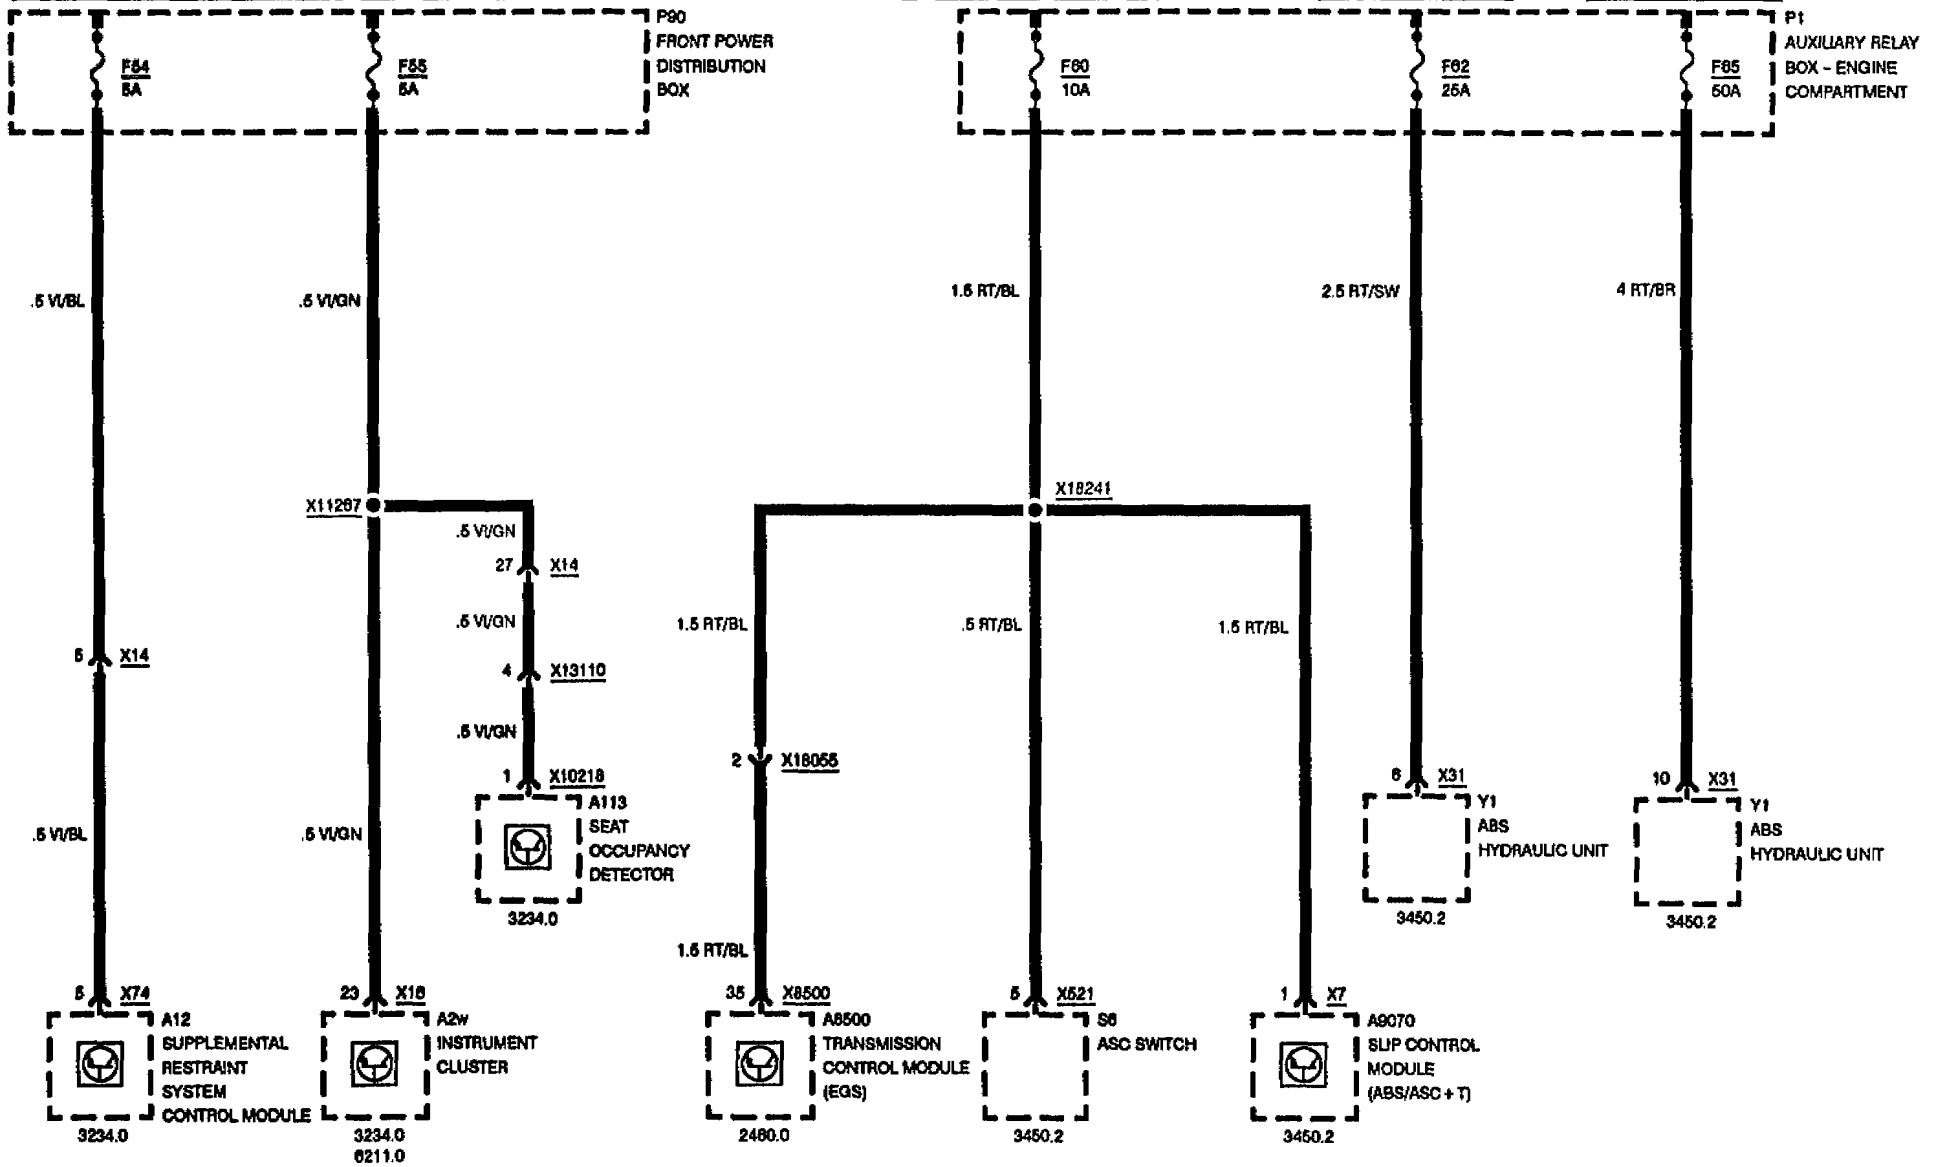 P90
FRONT POWER
DISTRIBUTION
BOX
F54
5A
F55
5A
P1
AUXILIARY RELAY
BOX - ENGINE
COMPARTMENT
F60
10A
F62
25A
F65
50A
.5 VI/BL
.5 VI/GN
1.5 RT/BL
2.5 RT/SW
4 RT/BR
X11267
X18241
.5 VI/GN
27 X14
.5 VI/GN
1.5 RT/BL
.5 RT/BL
1.5 RT/BL
5 X14
4 X13110
.5 VI/GN
2 X18055
1 X10218
A113
SEAT
OCCUPANCY
DETECTOR
3234.0
6 X31
Y1
ABS
HYDRAULIC UNIT
3450.2
10 X31
Y1
ABS
HYDRAULIC UNIT
3450.2
.5 VI/BL
.5 VI/GN
1.5 RT/BL
5 X74
A12
SUPPLEMENTAL
RESTRAINT
SYSTEM
CONTROL MODULE
3234.0
23 X16
A2w
INSTRUMENT
CLUSTER
3234.0
6211.0
35 X8500
A8500
TRANSMISSION
CONTROL MODULE
(EGS)
2460.0
5 X521
S6
ASC SWITCH
3450.2
1 X7
A9070
SLIP CONTROL
MODULE
(ABS/ASC + T)
3450.2